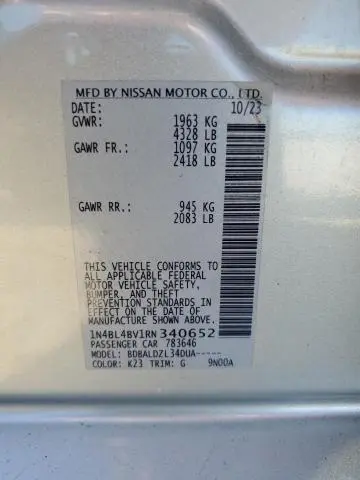 MFD BY NISSAN MOTOR CO., LTD.
DATE: 10/23
GVWR: 1963 KG
4328 LB
GAWR FR.: 1097 KG
2418 LB
GAWR RR.: 945 KG
2083 LB
THIS VEHICLE CONFORMS TO
ALL APPLICABLE FEDERAL
MOTOR VEHICLE SAFETY,
BUMPER, AND THEFT
PREVENTION STANDARDS IN
EFFECT ON THE DATE OF
MANUFACTURE SHOWN ABOVE.
1N4BL4BV1RN340652
PASSENGER CAR 783646
MODEL: BDBALDZL34DUA-----
COLOR: K23 TRIM: G 9N00A